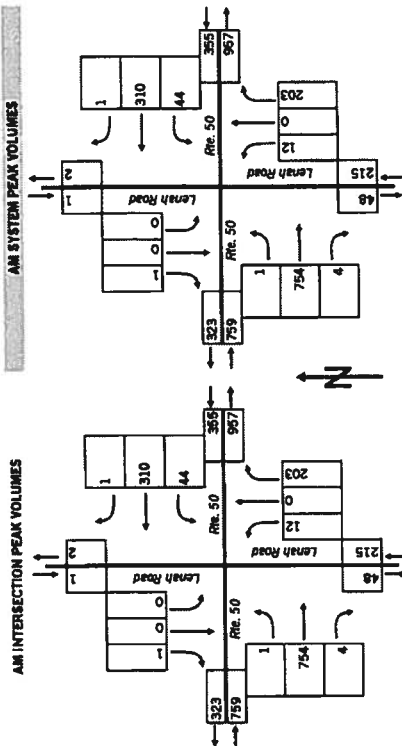 AM INTERSECTION PEAK VOLUMES
1 2
1
310
44
355
957
Lenah Road
Rte. 50
1 0 0
323
759
Rte. 50
1
754
4
Lenah Road
12 0 203
48 215
N
AM SYSTEM PEAK VOLUMES
1 2
1
310
44
355
957
Lenah Road
Rte. 50
1 0 0
323
759
Rte. 50
1
754
4
Lenah Road
12 0 203
48 215